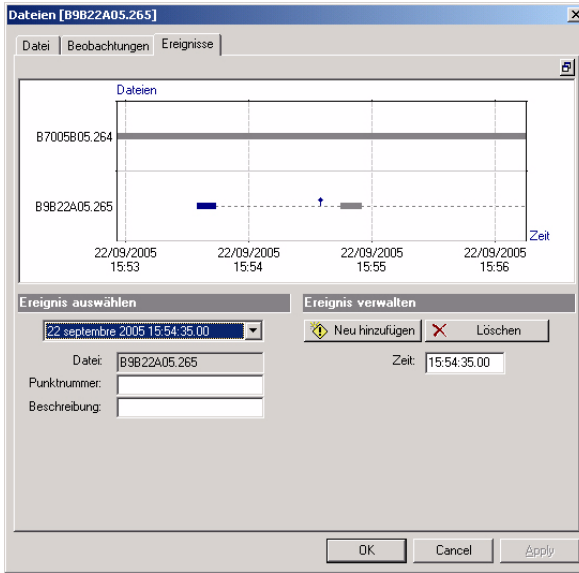 Dateien [B9B22A05.265]
Datei Beobachtungen Ereignisse
Dateien
B7005B05.264
B9B22A05.265
Zeit
22/09/2005 22/09/2005 22/09/2005 22/09/2005
15:53 15:54 15:55 15:56
Ereignis auswählen
22 septembre 2005 15:54:35.00
Datei: B9B22A05.265
Punktnummer:
Beschreibung:
Ereignis verwalten
Neu hinzufügen Löschen
Zeit: 15:54:35.00
OK Cancel Apply